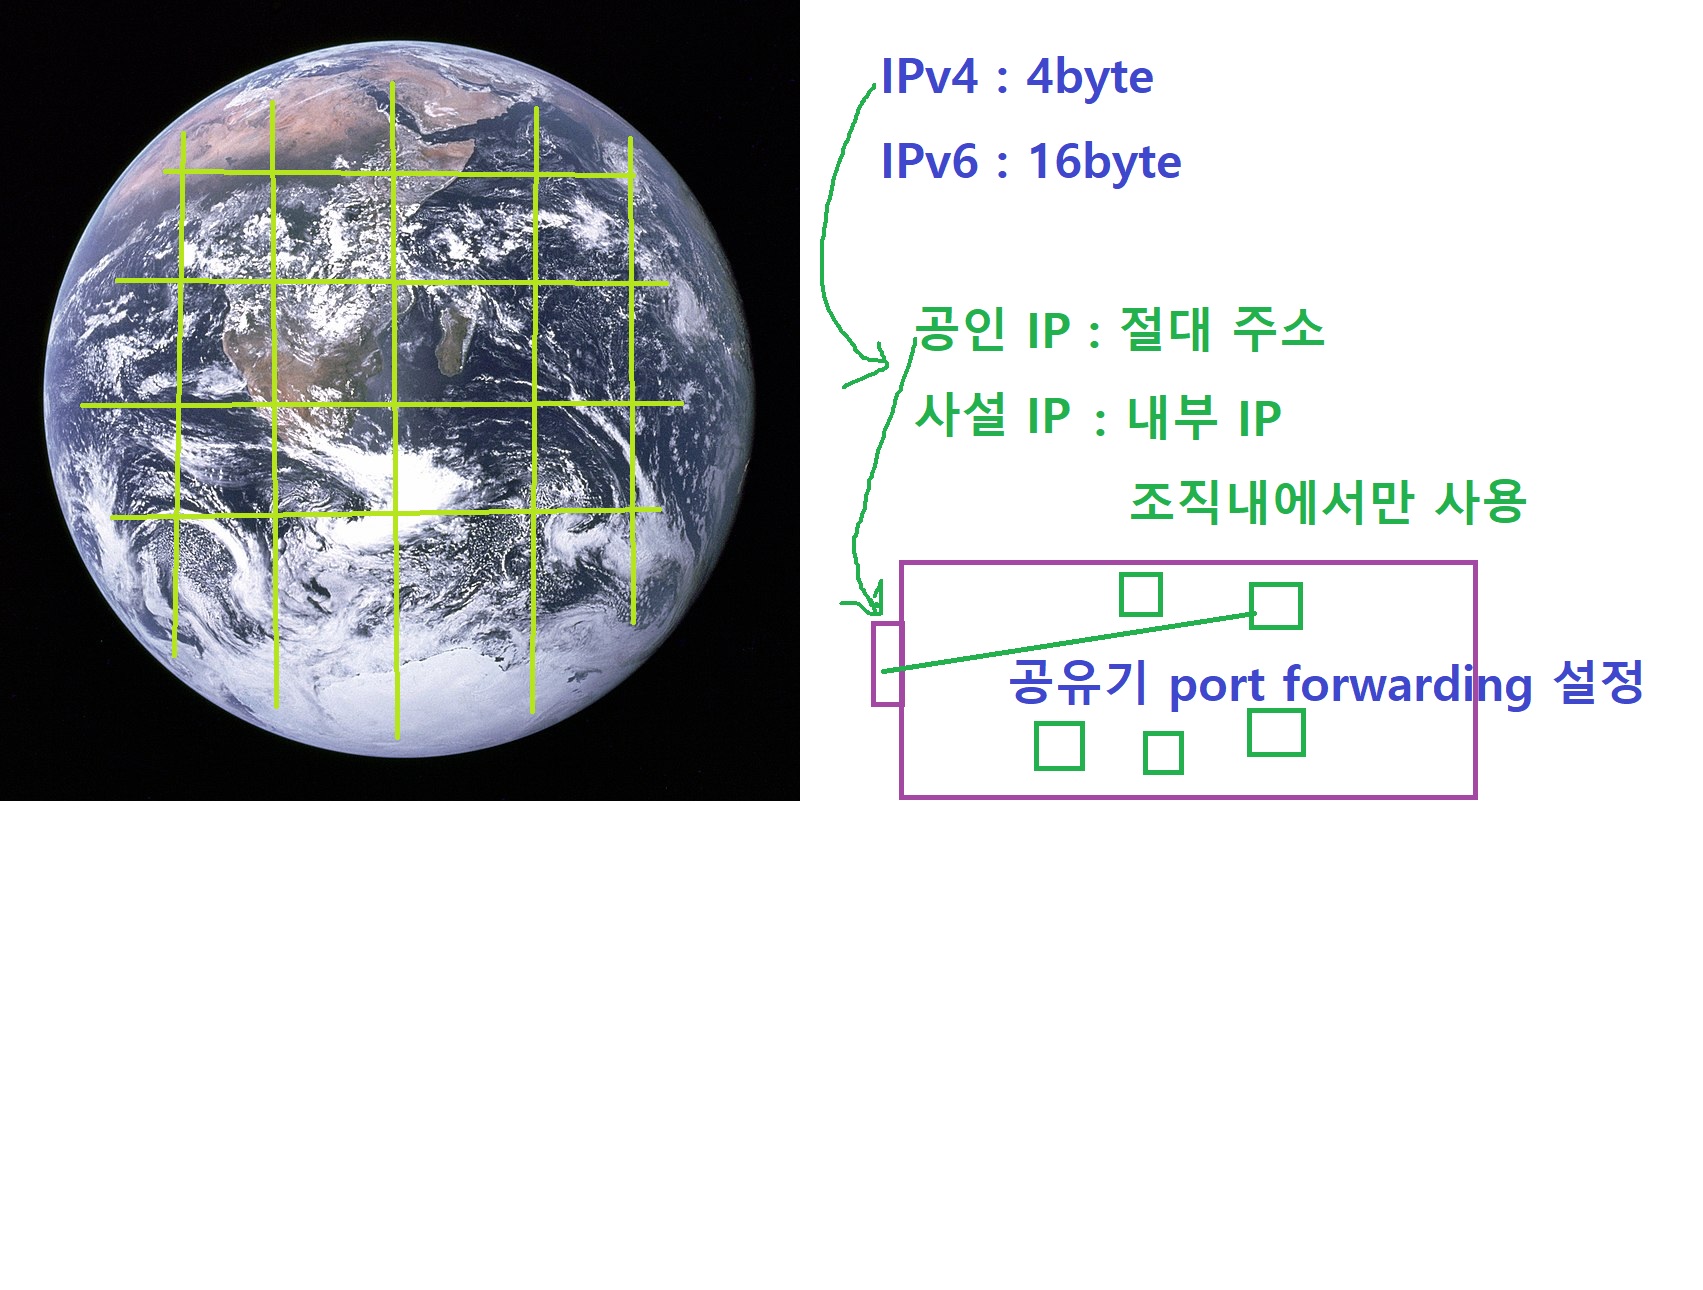 IPv4 : 4byte
IPv6 : 16byte
공인 IP : 절대 주소
사설 IP : 내부 IP
조직내에서만 사용
공유기 port forwarding 설정